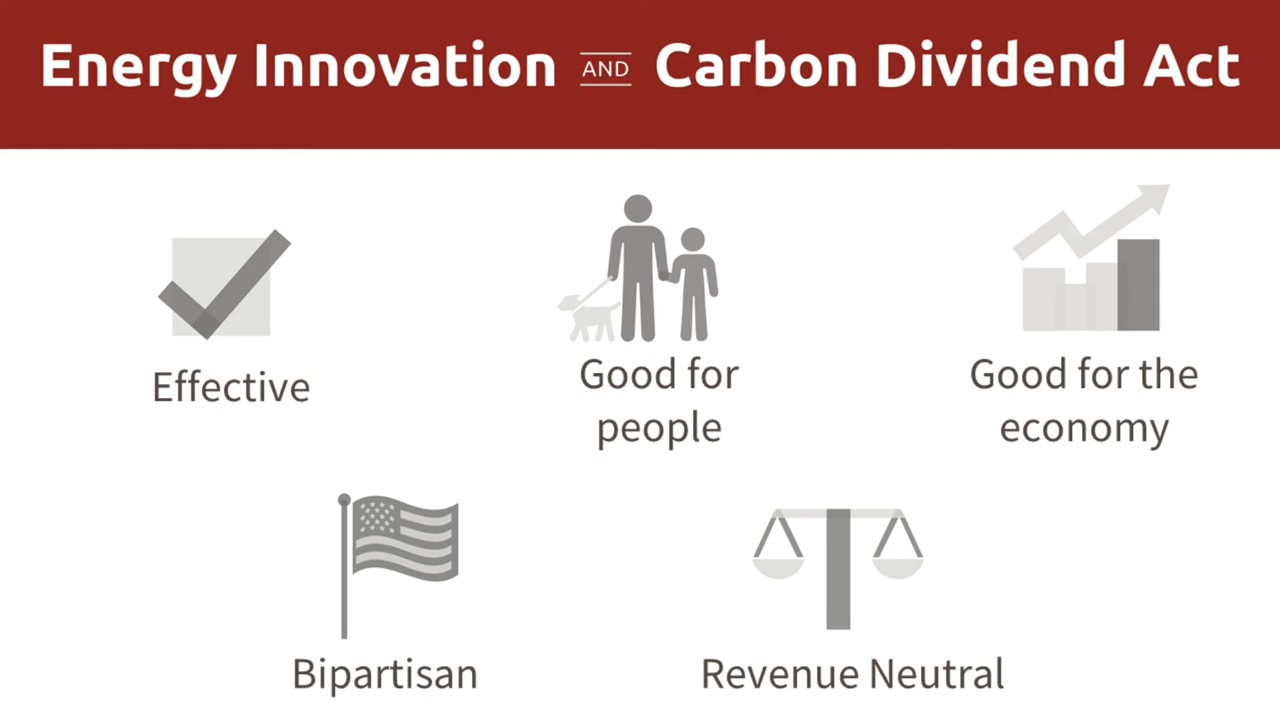 Energy Innovation AND Carbon Dividend Act
Effective
Good for
people
Good for the
economy
Bipartisan
Revenue Neutral